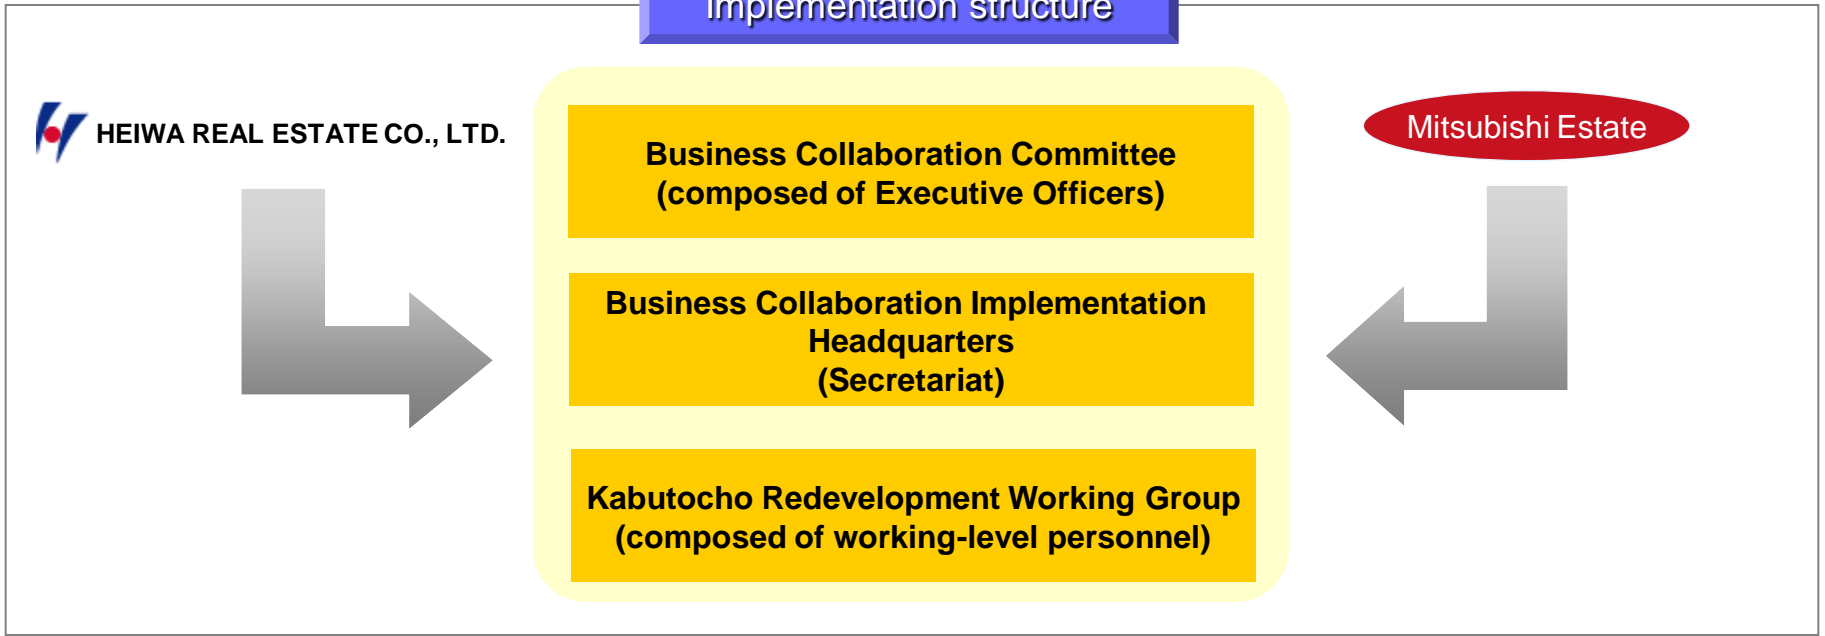 Implementation structure
HEIWA REAL ESTATE CO., LTD.
Business Collaboration Committee
(composed of Executive Officers)
Mitsubishi Estate
Business Collaboration Implementation
Headquarters
(Secretariat)
Kabutocho Redevelopment Working Group
(composed of working-level personnel)